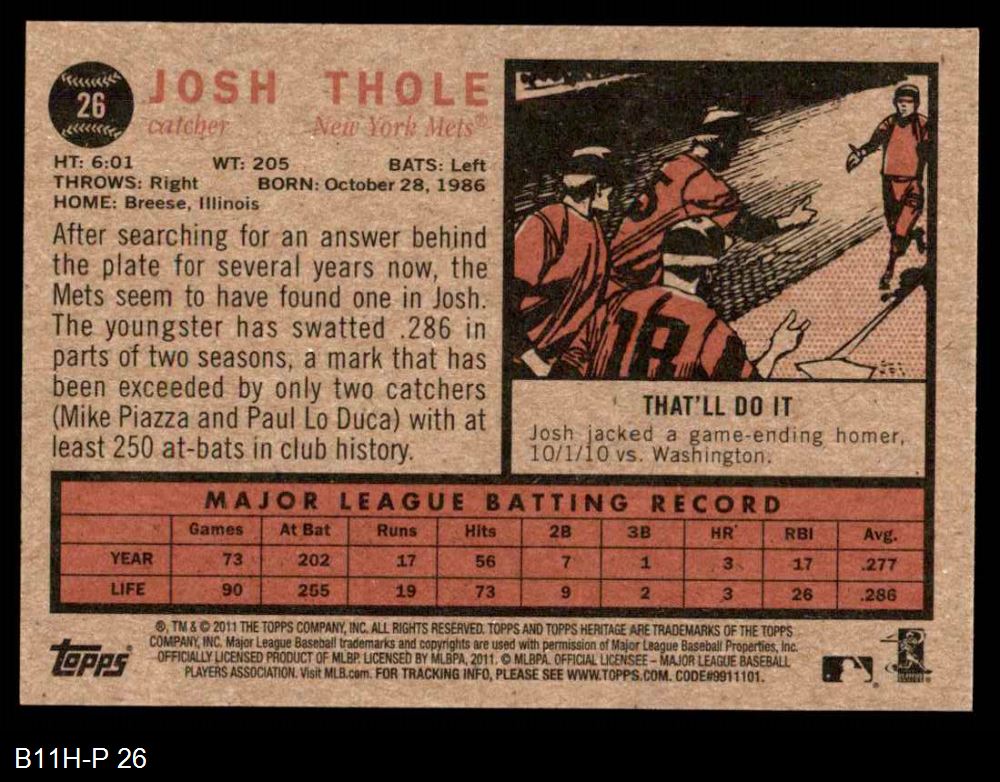 26
JOSH THOLE
catcher New York Mets®
HT: 6:01 WT: 205 BATS: Left
THROWS: Right BORN: October 28, 1986
HOME: Breese, Illinois
After searching for an answer behind
the plate for several years now, the
Mets seem to have found one in Josh.
The youngster has swatted .286 in
parts of two seasons, a mark that has
been exceeded by only two catchers
(Mike Piazza and Paul Lo Duca) with at
least 250 at-bats in club history.
5
18
THAT'LL DO IT
Josh jacked a game-ending homer,
10/1/10 vs. Washington.
MAJOR LEAGUE BATTING RECORD
Games At Bat Runs Hits 2B 3B HR RBI Avg.
YEAR 73 202 17 56 7 1 3 17 .277
LIFE 90 255 19 73 9 2 3 26 .286
topps®
®, TM & © 2011 THE TOPPS COMPANY, INC. ALL RIGHTS RESERVED. TOPPS AND TOPPS HERITAGE ARE TRADEMARKS OF THE TOPPS
COMPANY, INC. Major League Baseball trademarks and copyrights are used with permission of Major League Baseball Properties, Inc.
OFFICIALLY LICENSED PRODUCT OF MLBP. LICENSED BY MLBPA, 2011. © MLBPA. OFFICIAL LICENSEE – MAJOR LEAGUE BASEBALL
PLAYERS ASSOCIATION. Visit MLB.com. FOR TRACKING INFO, PLEASE SEE WWW.TOPPS.COM. CODE#9911101.
B11H-P 26